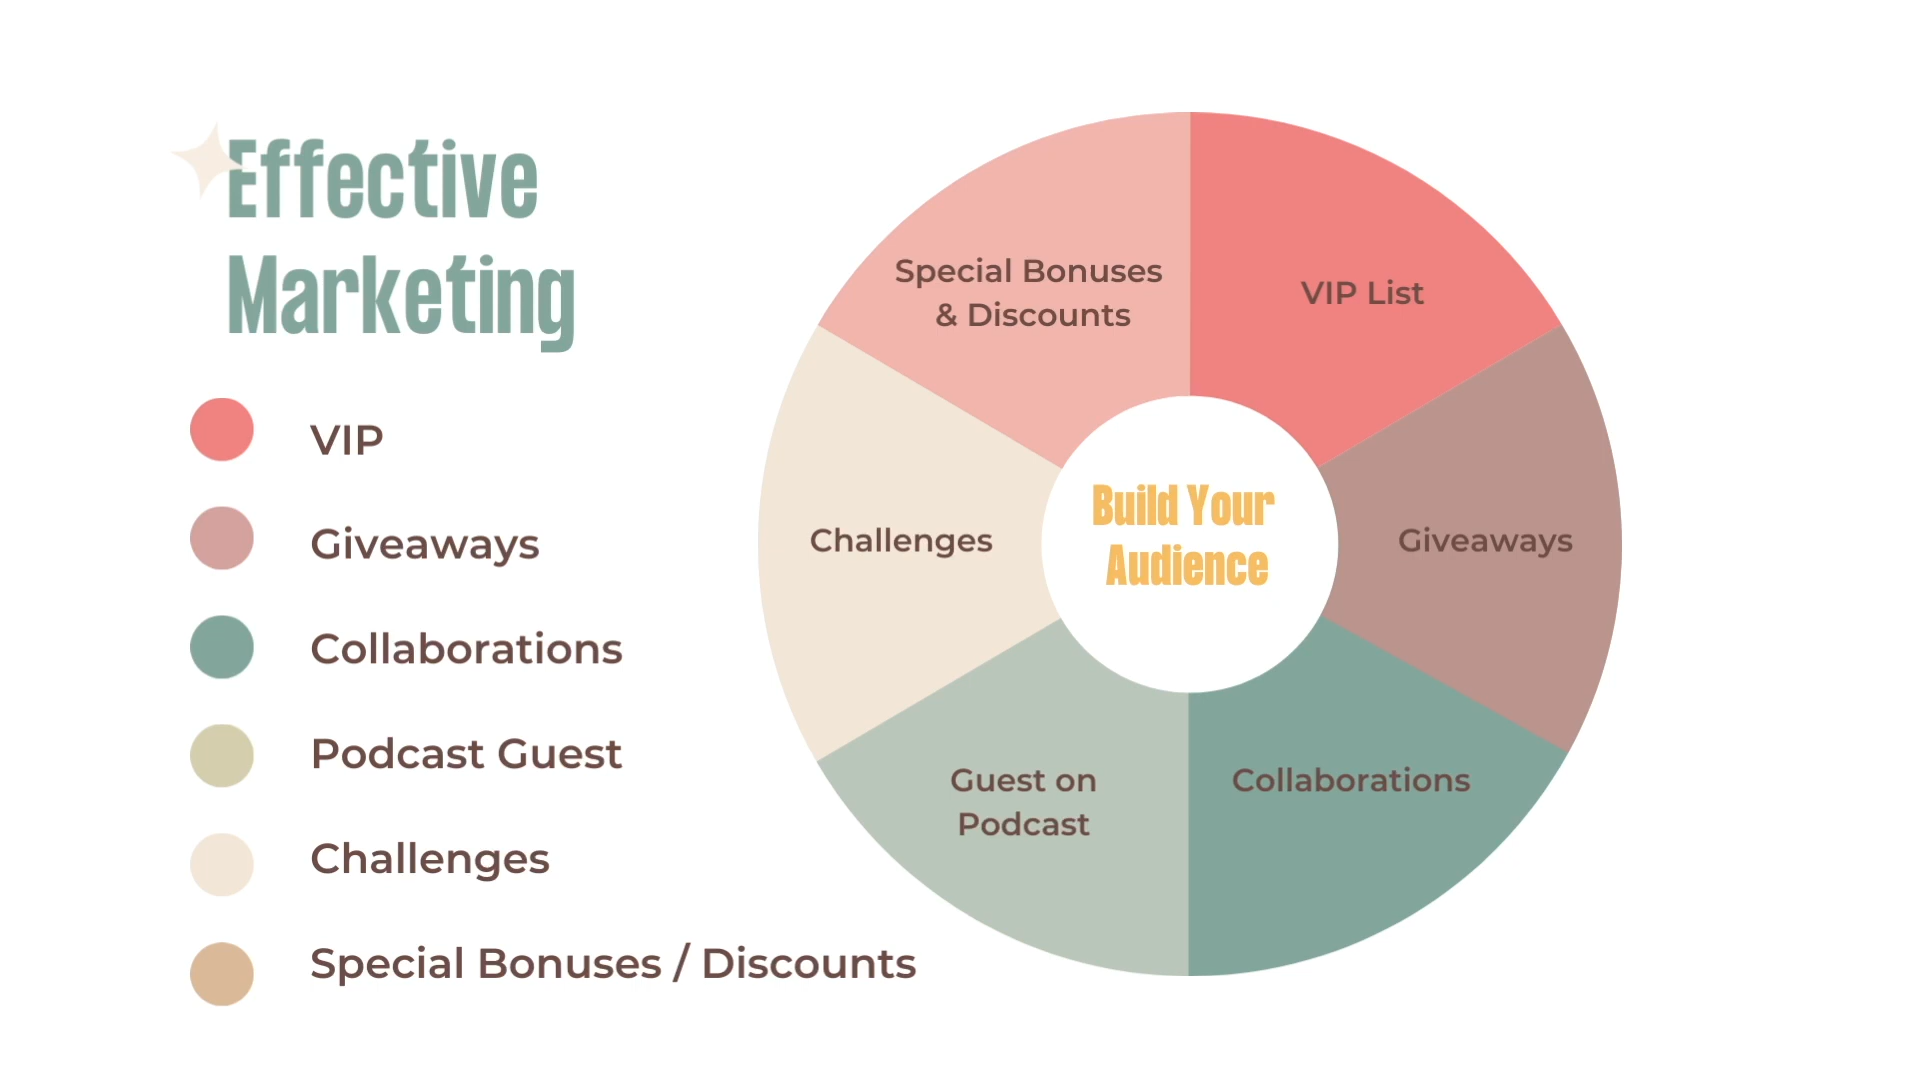 Effective
Marketing
VIP
Giveaways
Collaborations
Podcast Guest
Challenges
Special Bonuses / Discounts
Special Bonuses
& Discounts
VIP List
Challenges
Build Your
Audience
Giveaways
Guest on
Podcast
Collaborations